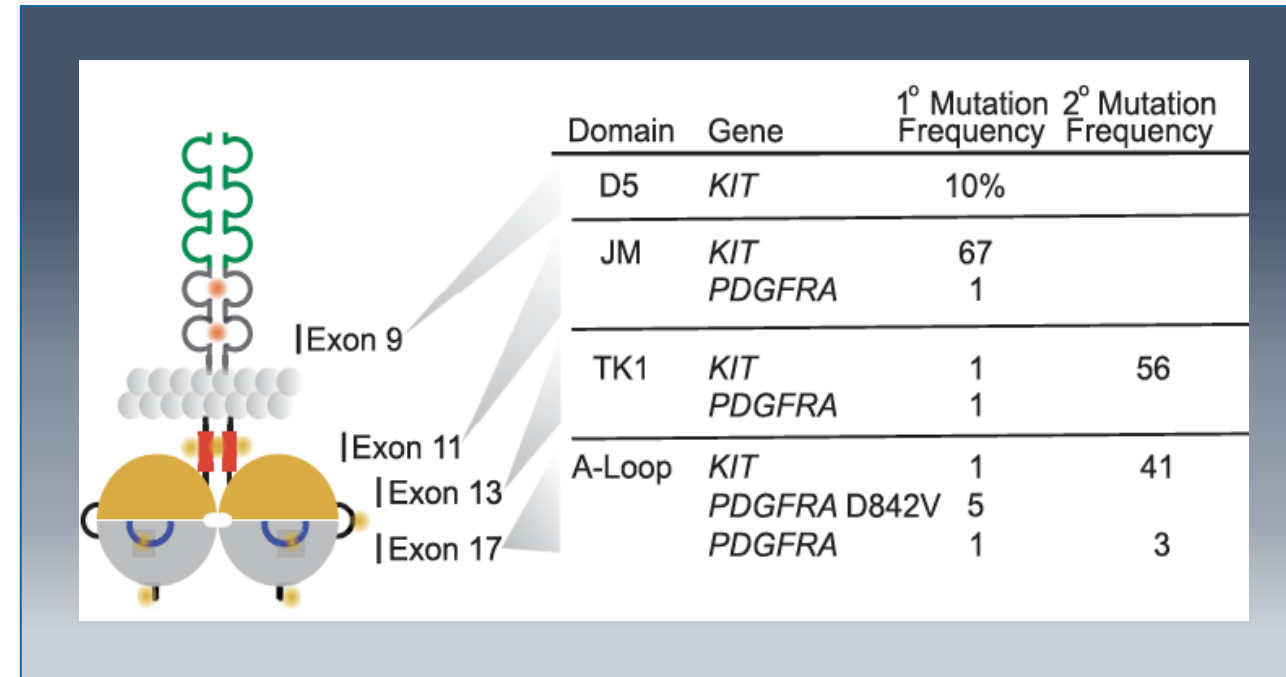 1° Mutation 2° Mutation
Domain Gene Frequency Frequency
D5 KIT 10%
JM KIT 67
PDGFRA 1
Exon 9
TK1 KIT 1 56
PDGFRA 1
Exon 11
A-Loop KIT 1 41
Exon 13
PDGFRA D842V 5
Exon 17
PDGFRA 1 3